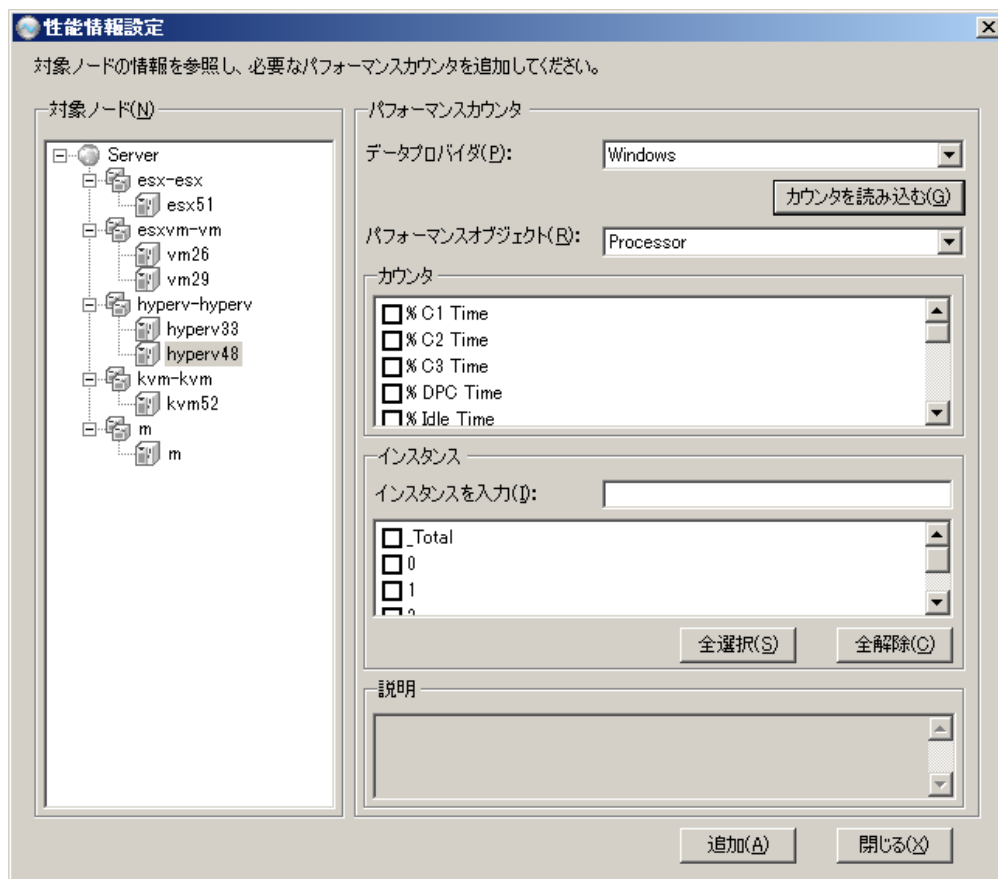 性能情報設定
対象ノードの情報を参照し、必要なパフォーマンスカウンタを追加してください。
対象ノード(N)
Server
esx-esx
esx51
esxvm-vm
vm26
vm29
hyperv-hyperv
hyperv33
hyperv48
kvm-kvm
kvm52
m
m
パフォーマンスカウンタ
データプロバイダ(P):
Windows
カウンタを読み込む(G)
パフォーマンスオブジェクト(R):
Processor
カウンタ
% C1 Time
% C2 Time
% C3 Time
% DPC Time
% Idle Time
インスタンス
インスタンスを入力(I):
_Total
0
1
全選択(S)
全解除(C)
説明
追加(A)
閉じる(X)